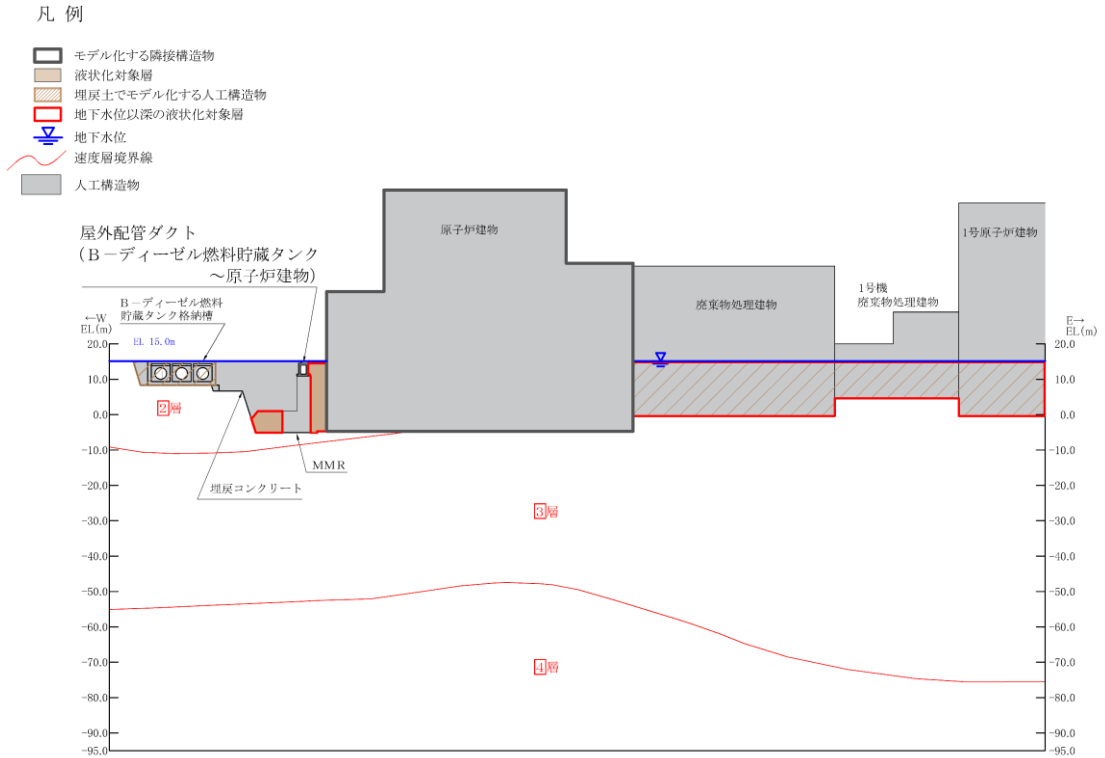 凡 例
モデル化する隣接構造物
液状化対象層
埋戻土でモデル化する人工構造物
地下水位以深の液状化対象層
地下水位
速度層境界線
人工構造物
屋外配管ダクト
(B－ディーゼル燃料貯蔵タンク
～原子炉建物)
B－ディーゼル燃料
貯蔵タンク格納槽
原子炉建物
廃棄物処理建物
1号機
廃棄物処理建物
1号原子炉建物
←W
EL(m)
E→
EL(m)
EL 15.0m
20.0
10.0
0.0
-10.0
-20.0
-30.0
-40.0
-50.0
-60.0
-70.0
-80.0
-90.0
-95.0
2層
MMR
埋戻コンクリート
3層
4層
20.0
10.0
0.0
-10.0
-20.0
-30.0
-40.0
-50.0
-60.0
-70.0
-80.0
-90.0
-95.0